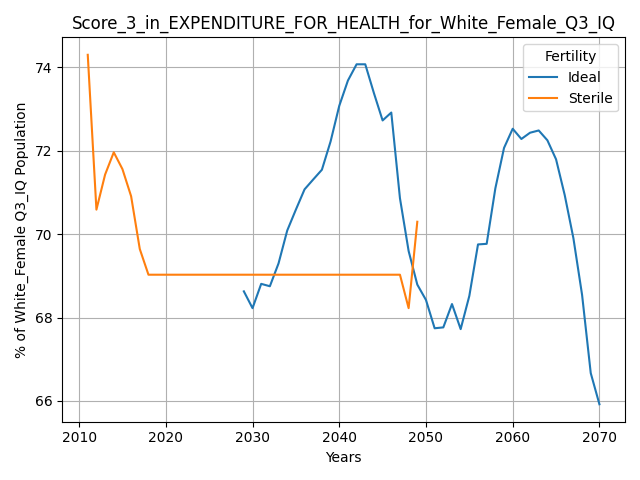 Score_3_in_EXPENDITURE_FOR_HEALTH_for_White_Female_Q3_IQ
Fertility
Ideal
Sterile
% of White_Female Q3_IQ Population
74
72
70
68
66
2010 2020 2030 2040 2050 2060 2070
Years